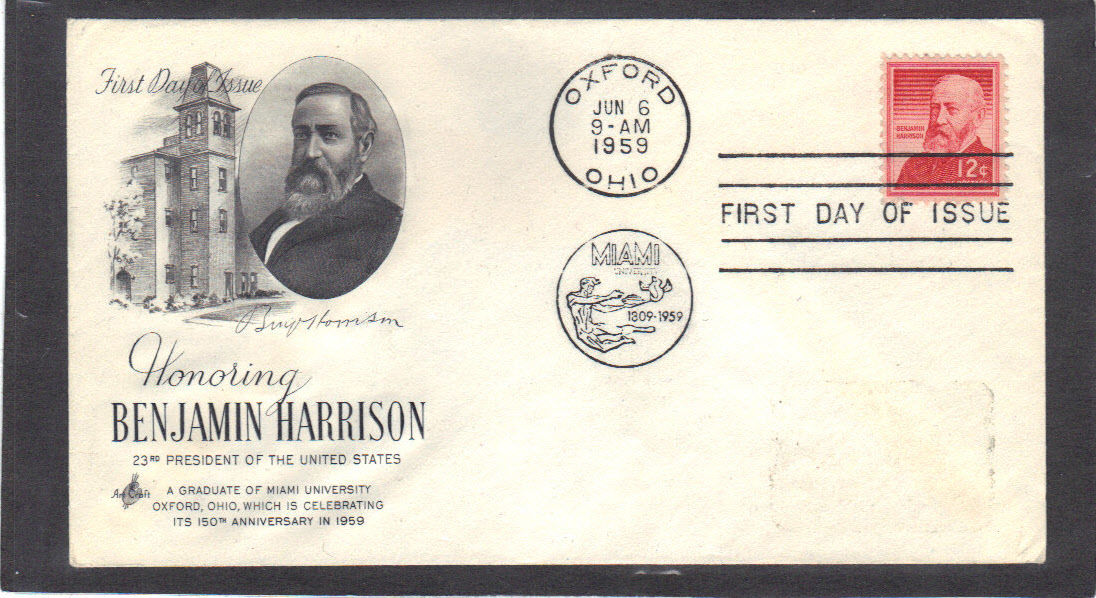 First Day of Issue
Benj Harrison
Honoring
BENJAMIN HARRISON
23RD PRESIDENT OF THE UNITED STATES
Art Craft
A GRADUATE OF MIAMI UNIVERSITY
OXFORD, OHIO, WHICH IS CELEBRATING
ITS 150TH ANNIVERSARY IN 1959
OXFORD
JUN 6
9-AM
1959
OHIO
MIAMI
UNIVERSITY
1809-1959
BENJAMIN
HARRISON
12¢
FIRST DAY OF ISSUE